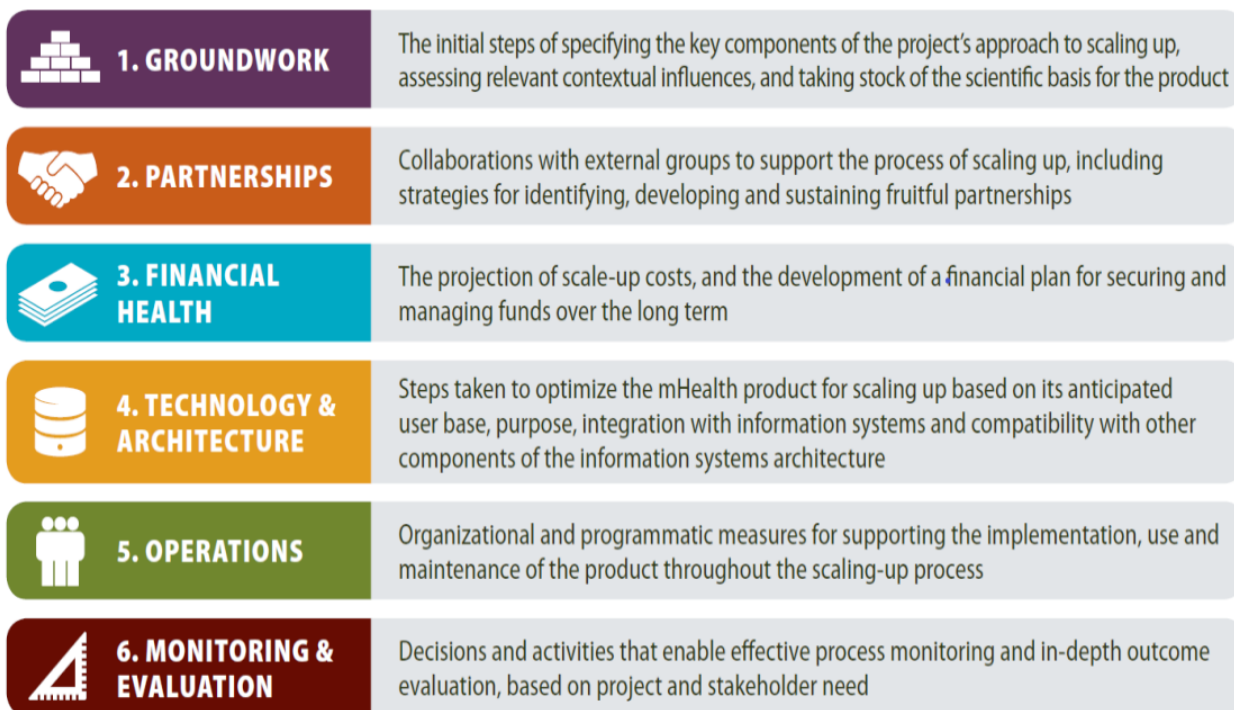 1. GROUNDWORK
The initial steps of specifying the key components of the project's approach to scaling up,
assessing relevant contextual influences, and taking stock of the scientific basis for the product
2. PARTNERSHIPS
Collaborations with external groups to support the process of scaling up, including
strategies for identifying, developing and sustaining fruitful partnerships
3. FINANCIAL
HEALTH
The projection of scale-up costs, and the development of a financial plan for securing and
managing funds over the long term
4. TECHNOLOGY &
ARCHITECTURE
Steps taken to optimize the mHealth product for scaling up based on its anticipated
user base, purpose, integration with information systems and compatibility with other
components of the information systems architecture
5. OPERATIONS
Organizational and programmatic measures for supporting the implementation, use and
maintenance of the product throughout the scaling-up process
6. MONITORING &
EVALUATION
Decisions and activities that enable effective process monitoring and in-depth outcome
evaluation, based on project and stakeholder need